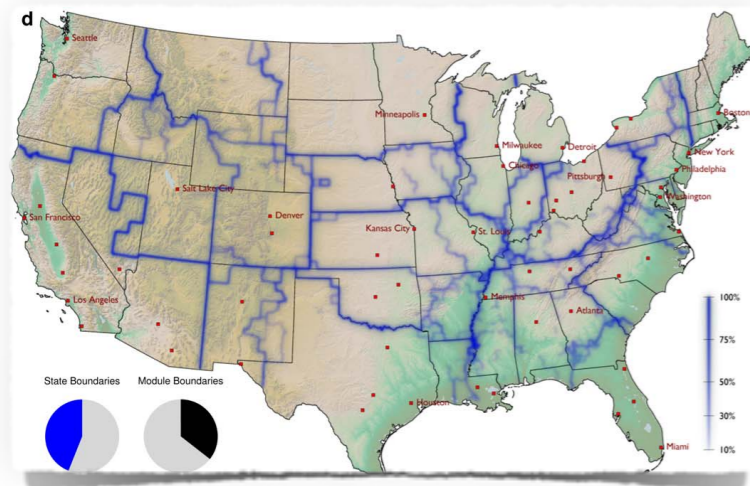 d
Seattle
Minneapolis
Boston
Milwaukee
Detroit
New York
Chicago
Pittsburgh
Philadelphia
Salt Lake City
Washington
San Francisco
Denver
Kansas City
St. Louis
Los Angeles
Memphis
Atlanta
100%
75%
State Boundaries
Module Boundaries
50%
Houston
30%
Miami
10%